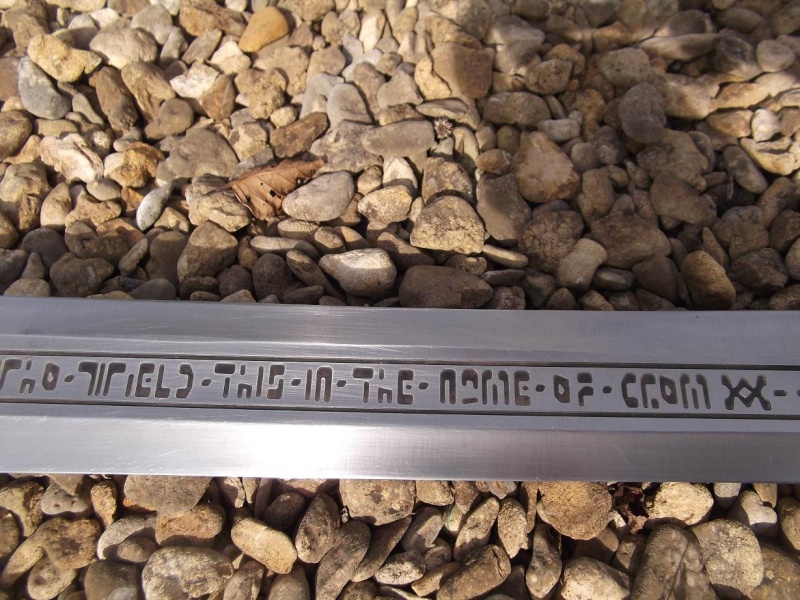 WHO · WIELD · THIS · IN · THE · NAME · OF · CROM